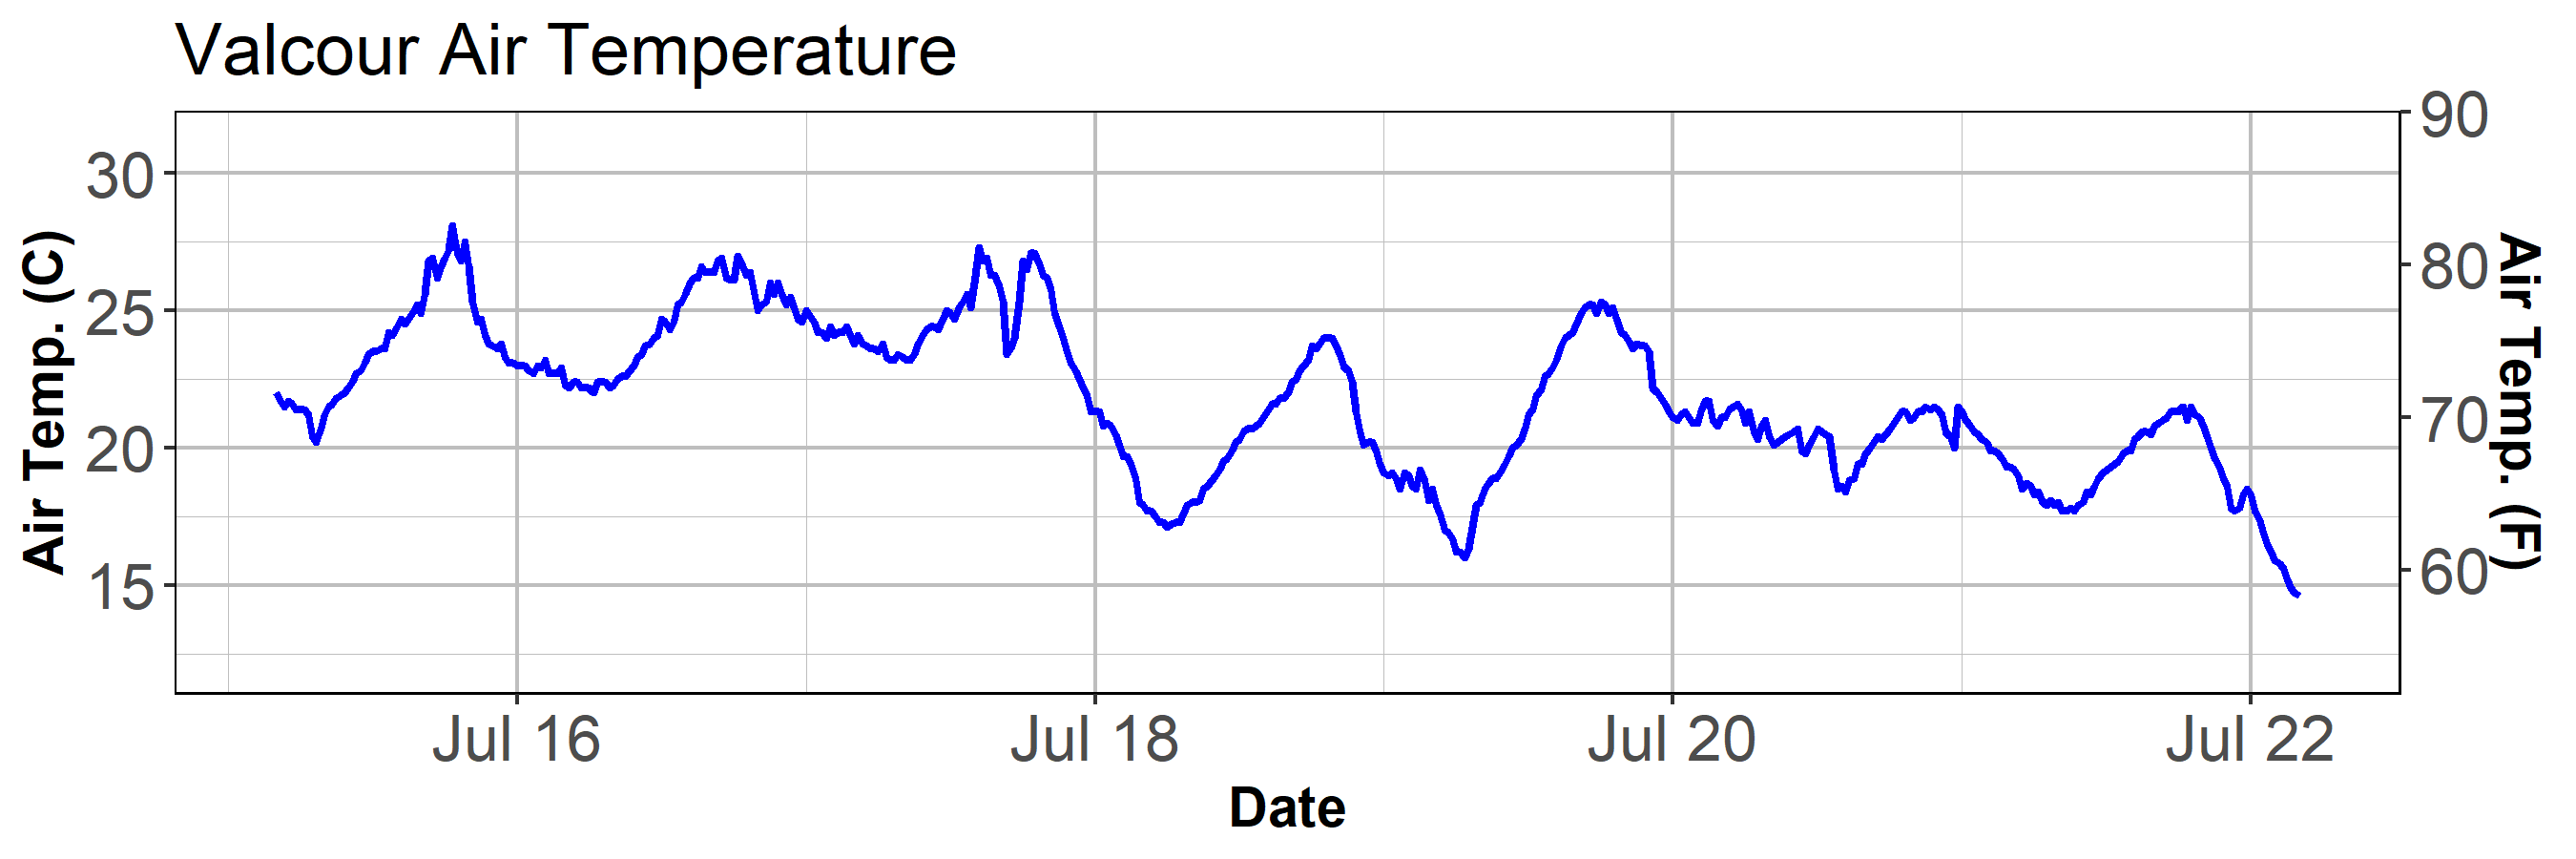 Valcour Air Temperature
Air Temp. (C)
30
25
20
15
90
80
70
60
Air Temp. (F)
Jul 16
Jul 18
Jul 20
Jul 22
Date